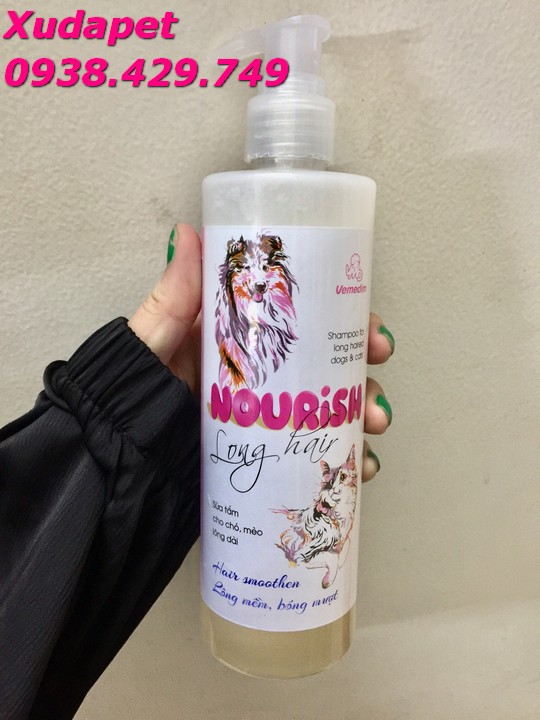 Xudapet
0938.429.749
Vemedim
Shampoo for
long haired
dogs & cats
NOURiSH
Long hair
Sữa tắm
cho chó, mèo
lông dài
Hair smoothen
Lông mềm, bóng mượt